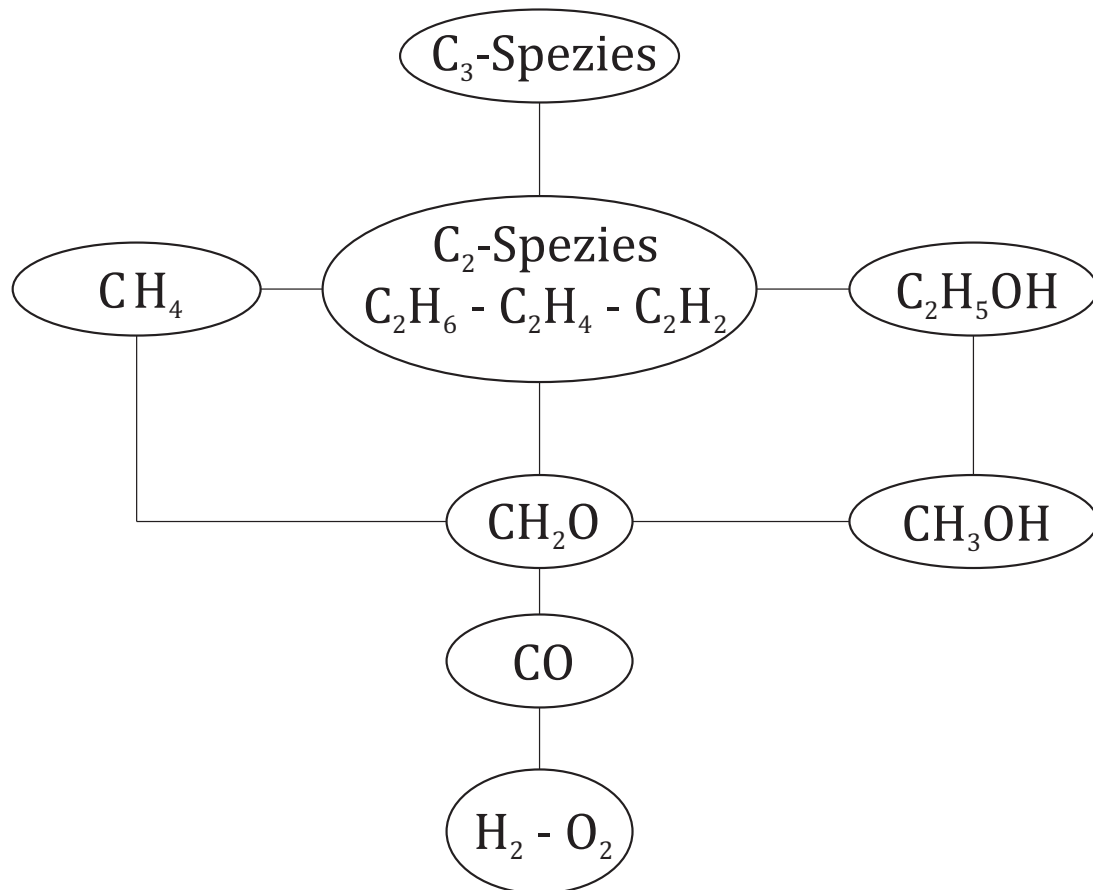 C₃-Spezies
C₂-Spezies
CH₄
C₂H₆ - C₂H₄ - C₂H₂
C₂H₅OH
CH₂O
CH₃OH
CO
H₂ - O₂